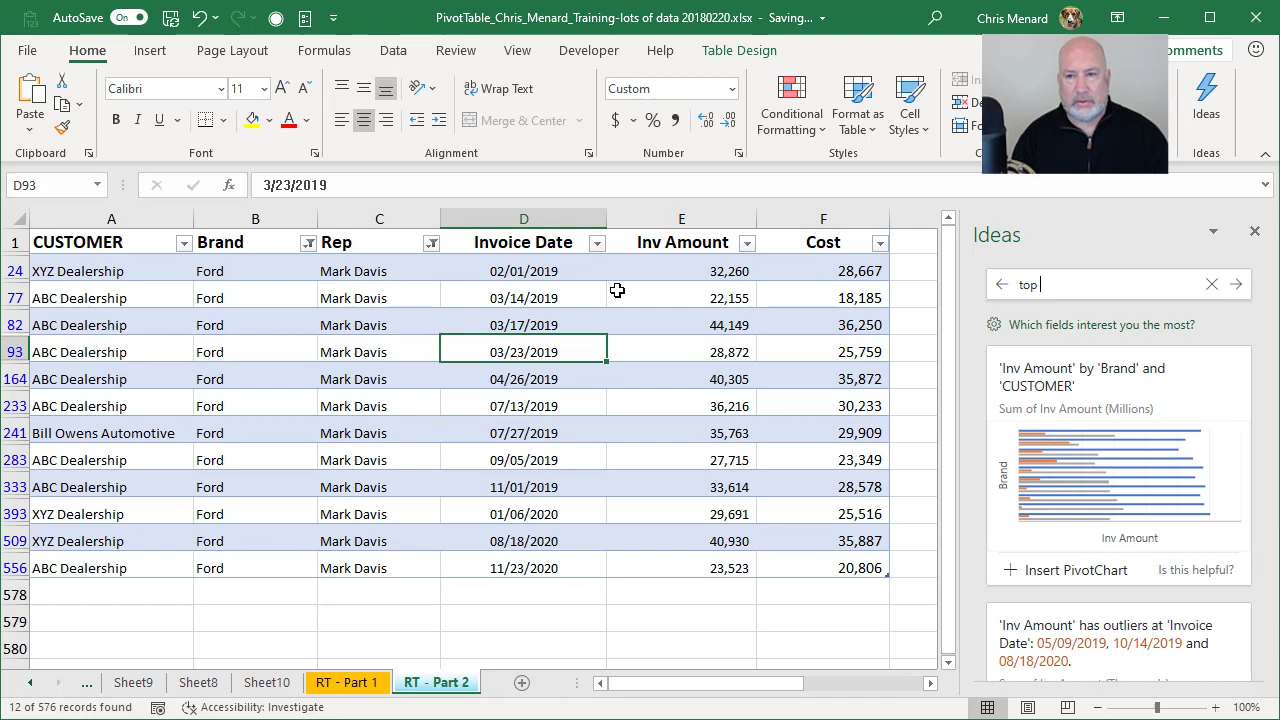 AutoSave On PivotTable_Chris_Menard_Training-lots of data 20180220.xlsx - Saving... Chris Menard
File Home Insert Page Layout Formulas Data Review View Developer Help Table Design omments
Paste Calibri 11 Wrap Text Custom Conditional Formatting Format as Table Cell Styles Ideas
B I U Merge & Center $ %
Clipboard Font Alignment Number Styles Ideas
D93 fx 3/23/2019
A B C D E F
1 CUSTOMER Brand Rep Invoice Date Inv Amount Cost
24 XYZ Dealership Ford Mark Davis 02/01/2019 32,260 28,667
77 ABC Dealership Ford Mark Davis 03/14/2019 22,155 18,185
82 ABC Dealership Ford Mark Davis 03/17/2019 44,149 36,250
93 ABC Dealership Ford Mark Davis 03/23/2019 28,872 25,759
164 ABC Dealership Ford Mark Davis 04/26/2019 40,305 35,872
233 ABC Dealership Ford Mark Davis 07/13/2019 36,216 30,233
241 Bill Owens Automotive Ford Mark Davis 07/27/2019 35,763 29,909
283 ABC Dealership Ford Mark Davis 09/05/2019 27,715 23,349
333 ABC Dealership Ford Mark Davis 11/01/2019 33,614 28,578
393 XYZ Dealership Ford Mark Davis 01/06/2020 29,691 25,516
509 XYZ Dealership Ford Mark Davis 08/18/2020 40,930 35,887
556 ABC Dealership Ford Mark Davis 11/23/2020 23,523 20,806
578
579
580
... Sheet9 Sheet8 Sheet10 RT - Part 1 RT - Part 2
12 of 576 records found Accessibility: Investigate 100%
Ideas
top
Which fields interest you the most?
'Inv Amount' by 'Brand' and
'CUSTOMER'
Sum of Inv Amount (Millions)
Brand
Inv Amount
Insert PivotChart Is this helpful?
'Inv Amount' has outliers at 'Invoice
Date': 05/09/2019, 10/14/2019 and
08/18/2020.